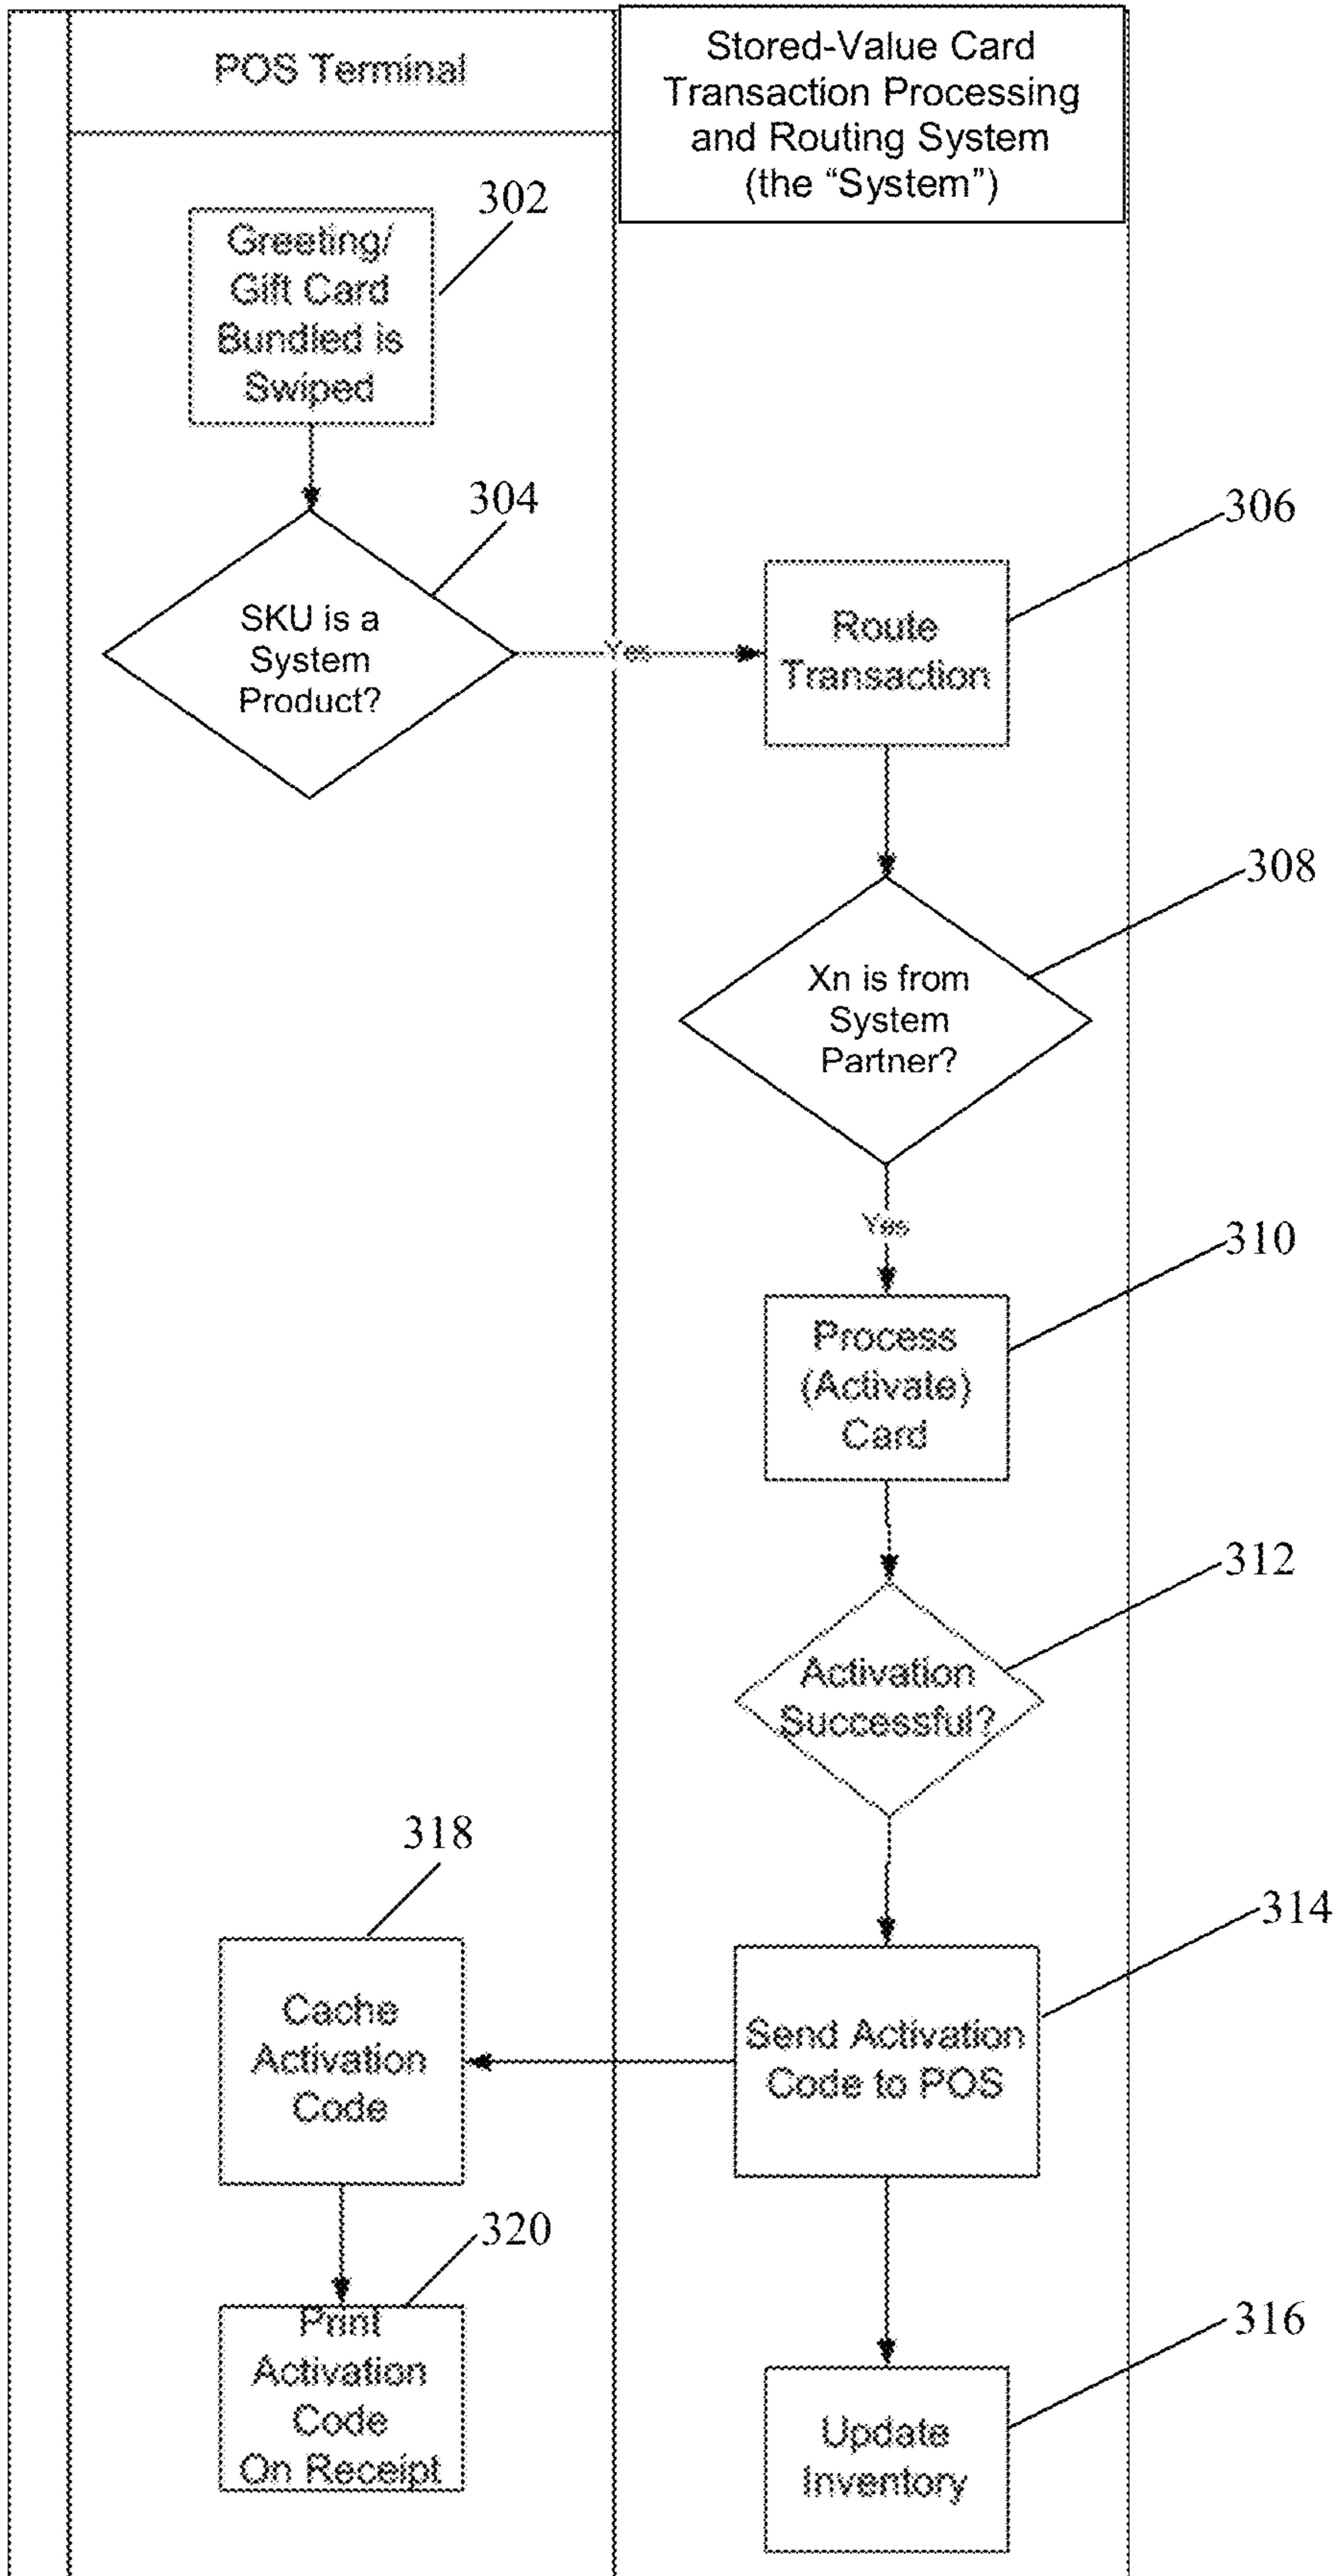 POS Terminal
Stored-Value Card
Transaction Processing
and Routing System
(the “System”)
302
Greeting/
Gift Card
Bundled is
Swiped
304
SKU is a
System
Product?
Yes
306
Route
Transaction
308
Xn is from
System
Partner?
Yes
310
Process
(Activate)
Card
312
Activation
Successful?
314
Send Activation
Code to POS
318
Cache
Activation
Code
320
Print
Activation
Code
On Receipt
316
Update
Inventory